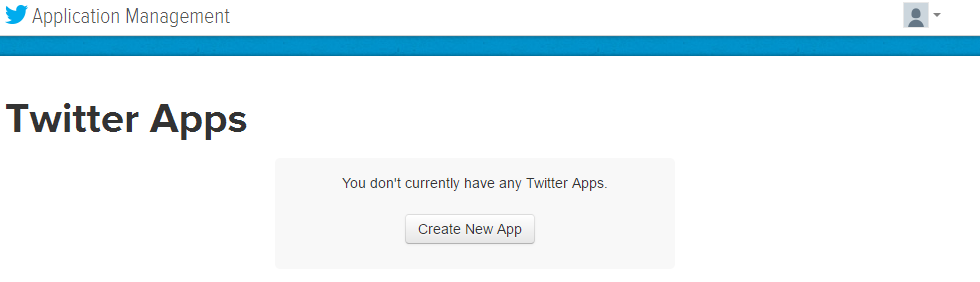 Application Management
Twitter Apps
You don't currently have any Twitter Apps.
Create New App